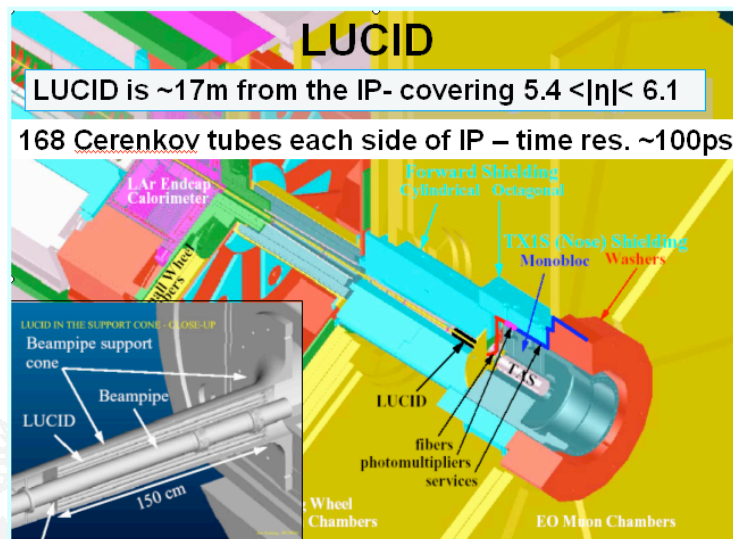 LUCID
LUCID is ~17m from the IP- covering 5.4 <|η|< 6.1
168 Cerenkov tubes each side of IP – time res. ~100ps
Forward Shielding
Cylindrical Octagonal
LAr Endcap
Calorimeter
TX1S (Nose) Shielding
Monobloc Washers
Wheel
LUCID IN THE SUPPORT CONE - CLOSE-UP
Beampipe support
cone
Beampipe
LUCID
150 cm
TAS
LUCID
fibers
photomultipliers
services
Wheel
Chambers
EO Muon Chambers